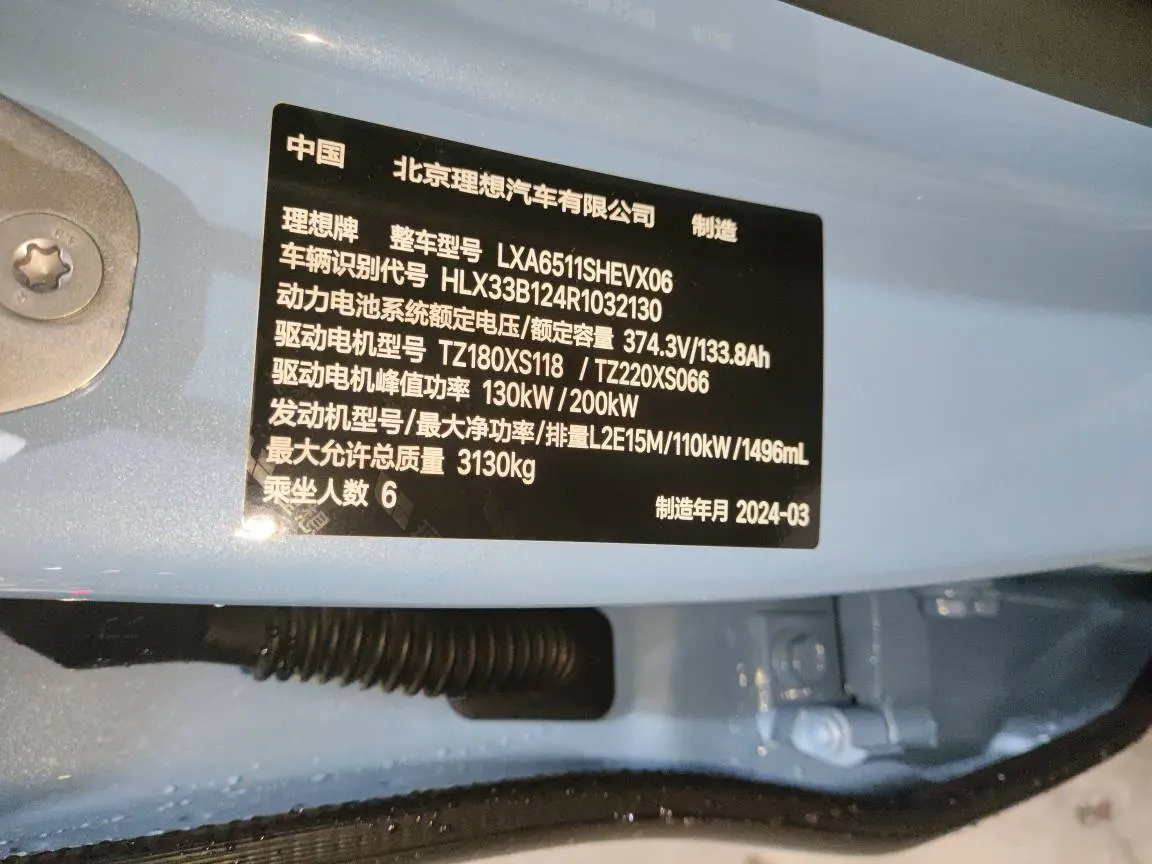 中国 北京理想汽车有限公司 制造
理想牌 整车型号 LXA6511SHEVX06
车辆识别代号 HLX33B124R1032130
动力电池系统额定电压/额定容量 374.3V/133.8Ah
驱动电机型号 TZ180XS118 / TZ220XS066
驱动电机峰值功率 130kW / 200kW
发动机型号/最大净功率/排量L2E15M/110kW/1496mL
最大允许总质量 3130kg
乘坐人数 6 制造年月 2024-03